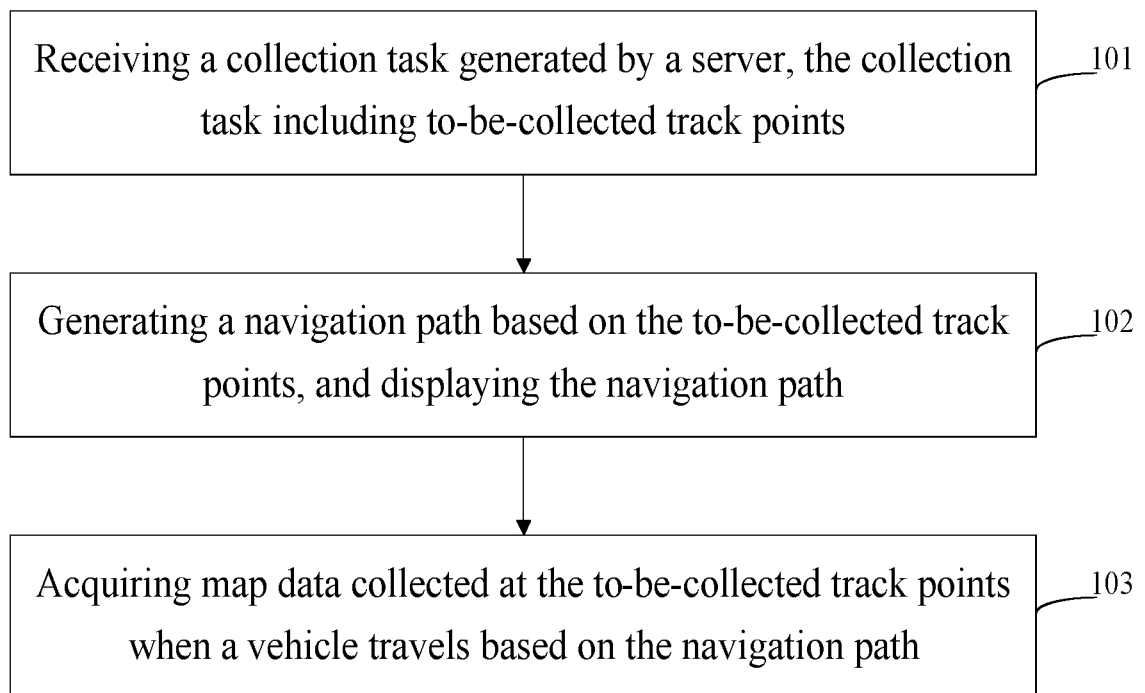 Receiving a collection task generated by a server, the collection
task including to-be-collected track points
101
Generating a navigation path based on the to-be-collected track
points, and displaying the navigation path
102
Acquiring map data collected at the to-be-collected track points
when a vehicle travels based on the navigation path
103